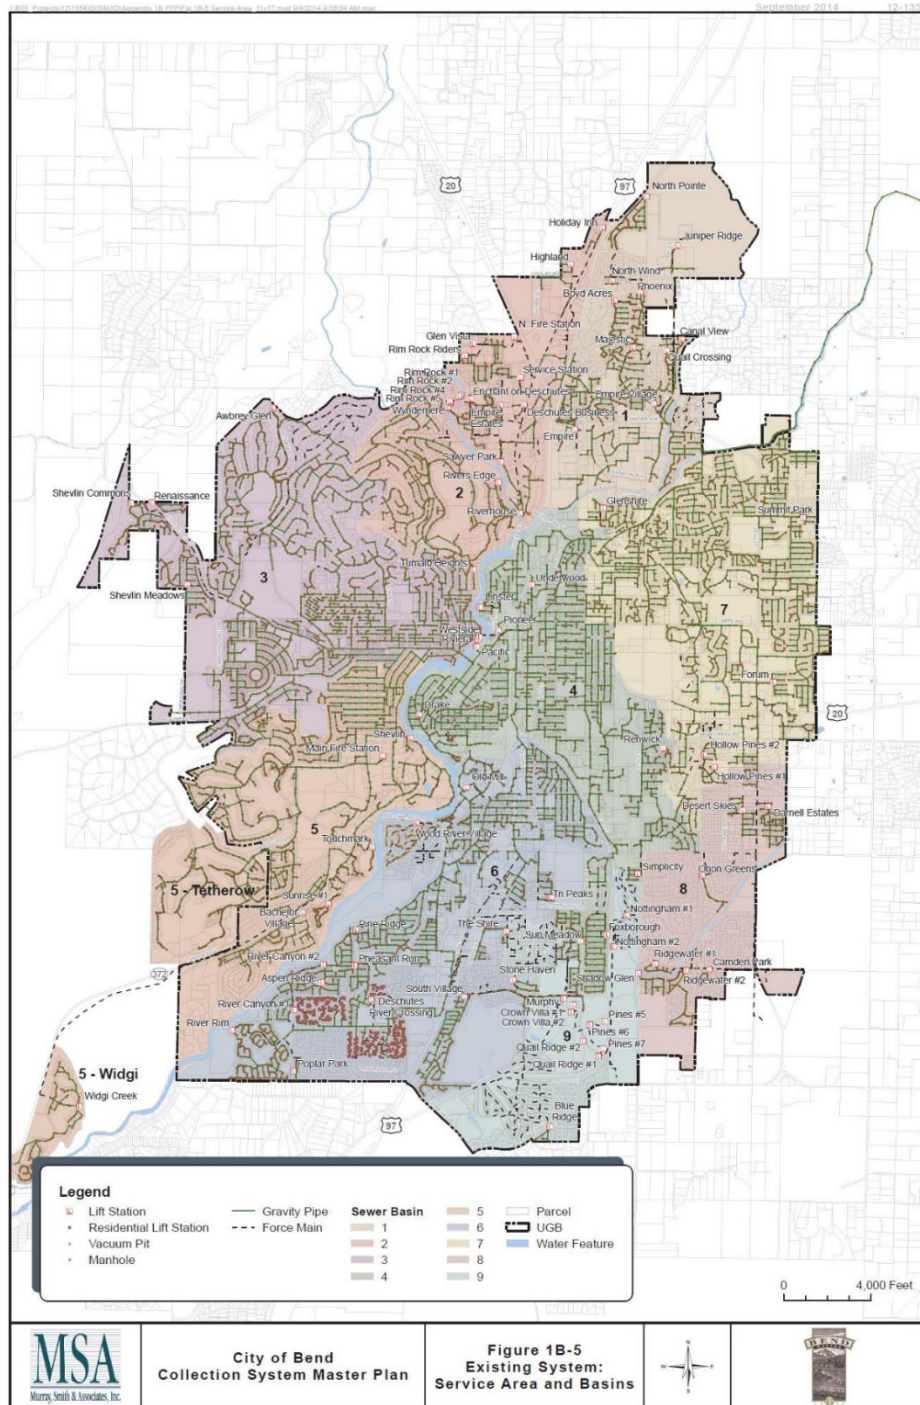 September 2014
12-135
20
97
North Pointe
Holiday Inn
Juniper Ridge
Highland
North Wind
Boyd Acres
Phoenix
N. Fire Station
Glen Vista
Canal View
Majestic
Rim Rock Riders
Quail Crossing
Service Station
Rim Rock #1
Rim Rock #2
Rim Rock #4
Rim Rock #5
Enchant on Deschutes
Empire Village
Wyndemere
Awbrey Glen
Empire Estates
Deschutes Business
1
Empire
Sawyer Park
Rivers Edge
2
Shevlin Commons
Renaissance
Glenshire
Riverhouse
Summit Park
Tumalo Heights
3
Underwood
Shevlin Meadows
7
Pioneer
Westside
Riviera
Pacific
Forum
4
Drake
20
Shevlin
Renwick
Main Fire Station
Hollow Pines #2
Hollow Pines #1
Old Mill
Desert Skies
Darnell Estates
5
Wood River Village
Touchmark
6
Simplicity
Orion Greens
5 - Tetherow
8
Tri Peaks
Sunrise #1
Bachelor Village
Nottingham #1
Pine Ridge
The Shire
Foxborough
Sun Meadow
Nottingham #2
River Canyon #2
Pheasant Run
Ridgewater #1
Camden Park
372
Aspen Ridge
Stone Haven
Shadow Glen
Ridgewater #2
South Village
River Canyon #1
Deschutes River Crossing
Murphy
Crown Villa #1
Crown Villa #2
Pines #5
River Rim
Pines #6
9
Quail Ridge #2
Pines #7
Quail Ridge #1
Poplar Park
5 - Widgi
Widgi Creek
97
Blue Ridge
Legend
Lift Station
Residential Lift Station
Vacuum Pit
Manhole
Gravity Pipe
Force Main
Sewer Basin
1
2
3
4
5
6
7
8
9
Parcel
UGB
Water Feature
0 4,000 Feet
MSA
Murray, Smith & Associates, Inc.
City of Bend
Collection System Master Plan
Figure 1B-5
Existing System:
Service Area and Basins
N
W E
S
BEND